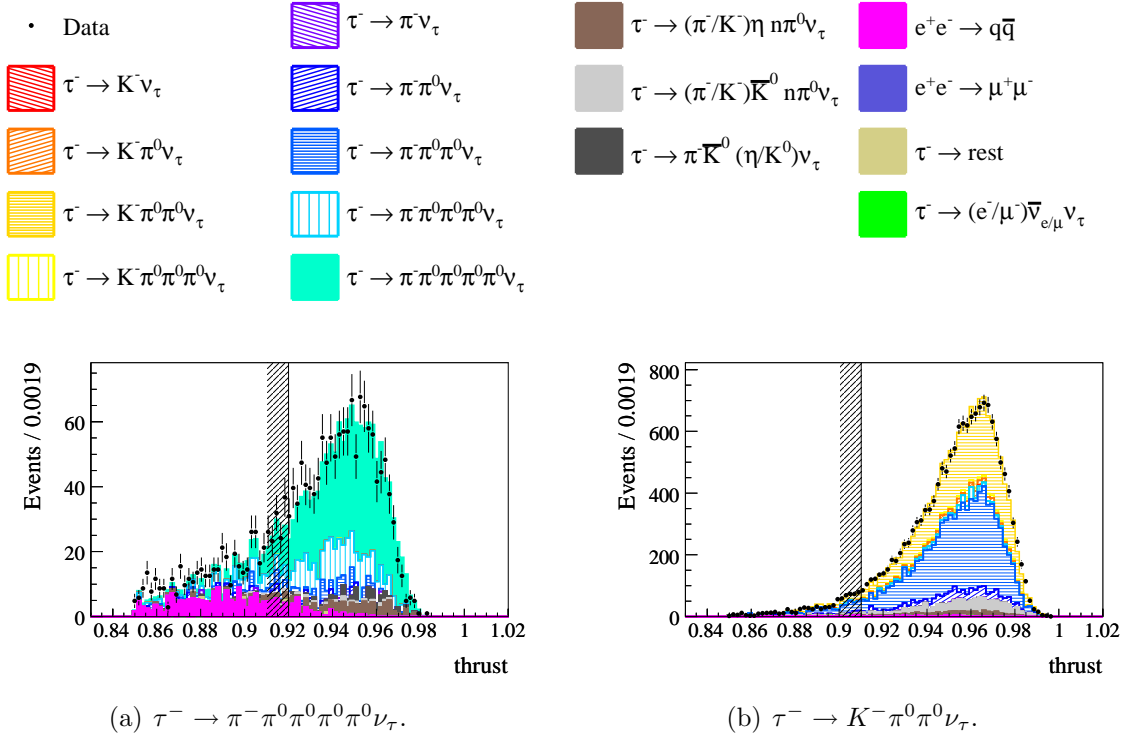 Data
τ⁻ → K⁻ν_τ
τ⁻ → K⁻π⁰ν_τ
τ⁻ → K⁻π⁰π⁰ν_τ
τ⁻ → K⁻π⁰π⁰π⁰ν_τ
τ⁻ → π⁻ν_τ
τ⁻ → π⁻π⁰ν_τ
τ⁻ → π⁻π⁰π⁰ν_τ
τ⁻ → π⁻π⁰π⁰π⁰ν_τ
τ⁻ → π⁻π⁰π⁰π⁰π⁰ν_τ
τ⁻ → (π⁻/K⁻)η nπ⁰ν_τ
τ⁻ → (π⁻/K⁻)K̅⁰ nπ⁰ν_τ
τ⁻ → π⁻K̅⁰ (η/K⁰)ν_τ
e⁺e⁻ → qq̅
e⁺e⁻ → μ⁺μ⁻
τ⁻ → rest
τ⁻ → (e⁻/μ⁻)ν̅_{e/μ}ν_τ
Events / 0.0019
60
40
20
0
0.84 0.86 0.88 0.9 0.92 0.94 0.96 0.98 1 1.02
thrust
(a) τ⁻ → π⁻π⁰π⁰π⁰π⁰ν_τ.
Events / 0.0019
800
600
400
200
0
0.84 0.86 0.88 0.9 0.92 0.94 0.96 0.98 1 1.02
thrust
(b) τ⁻ → K⁻π⁰π⁰ν_τ.